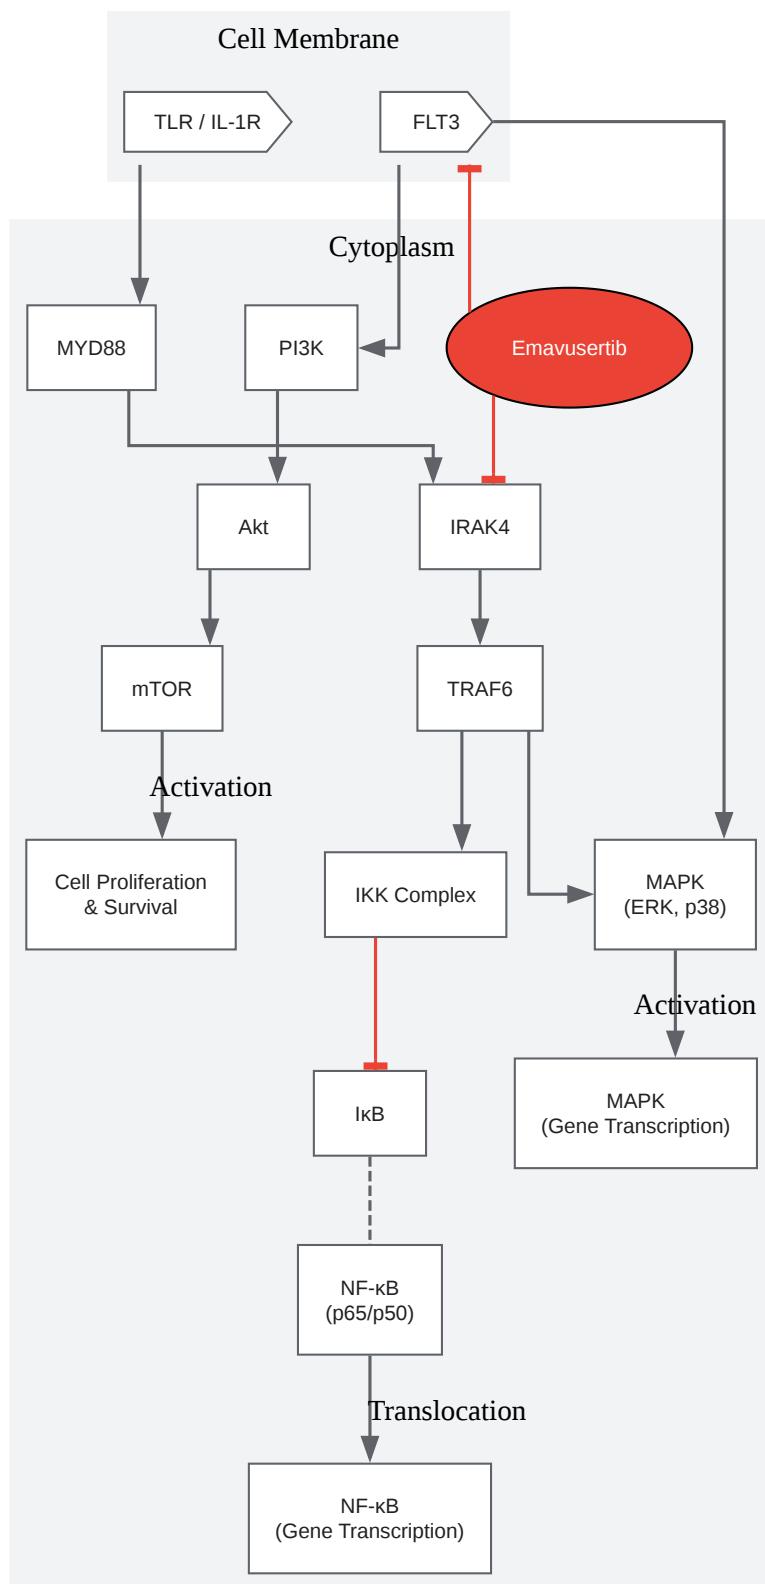 Cell Membrane
TLR / IL-1R
FLT3
Cytoplasm
MYD88
PI3K
Emavusertib
Akt
IRAK4
mTOR
TRAF6
Activation
Cell Proliferation
& Survival
IKK Complex
MAPK
(ERK, p38)
Activation
IκB
MAPK
(Gene Transcription)
NF-κB
(p65/p50)
Translocation
NF-κB
(Gene Transcription)